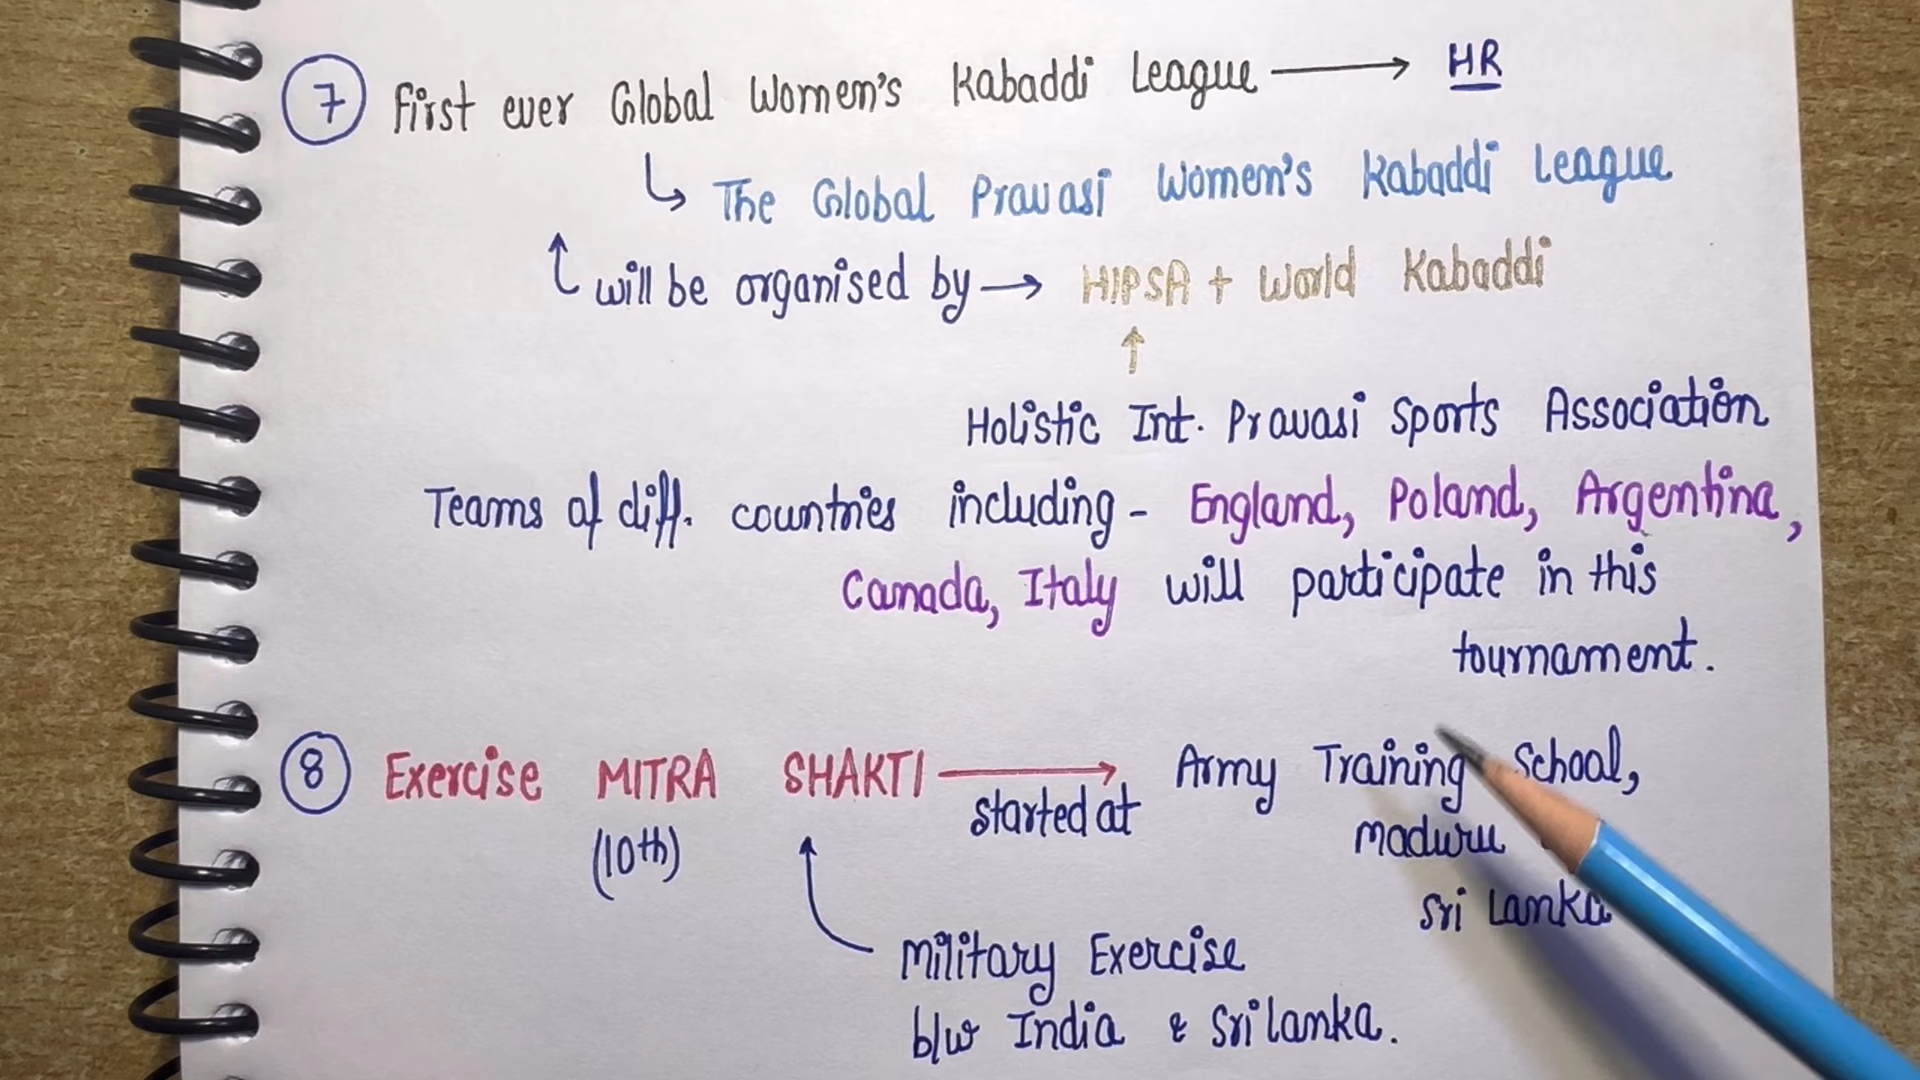 7 First ever Global Women's Kabaddi League → HR
↳ The Global Pravasi Women's Kabaddi League
will be organised by → HIPSA + World Kabaddi
↑
Holistic Int. Pravasi Sports Association
Teams of diff. countries including - England, Poland, Argentina,
Canada, Italy will participate in this
tournament.
8 Exercise MITRA SHAKTI → Army Training School,
(10th) started at Maduru
Sri Lanka
Military Exercise
b/w India & Sri Lanka.